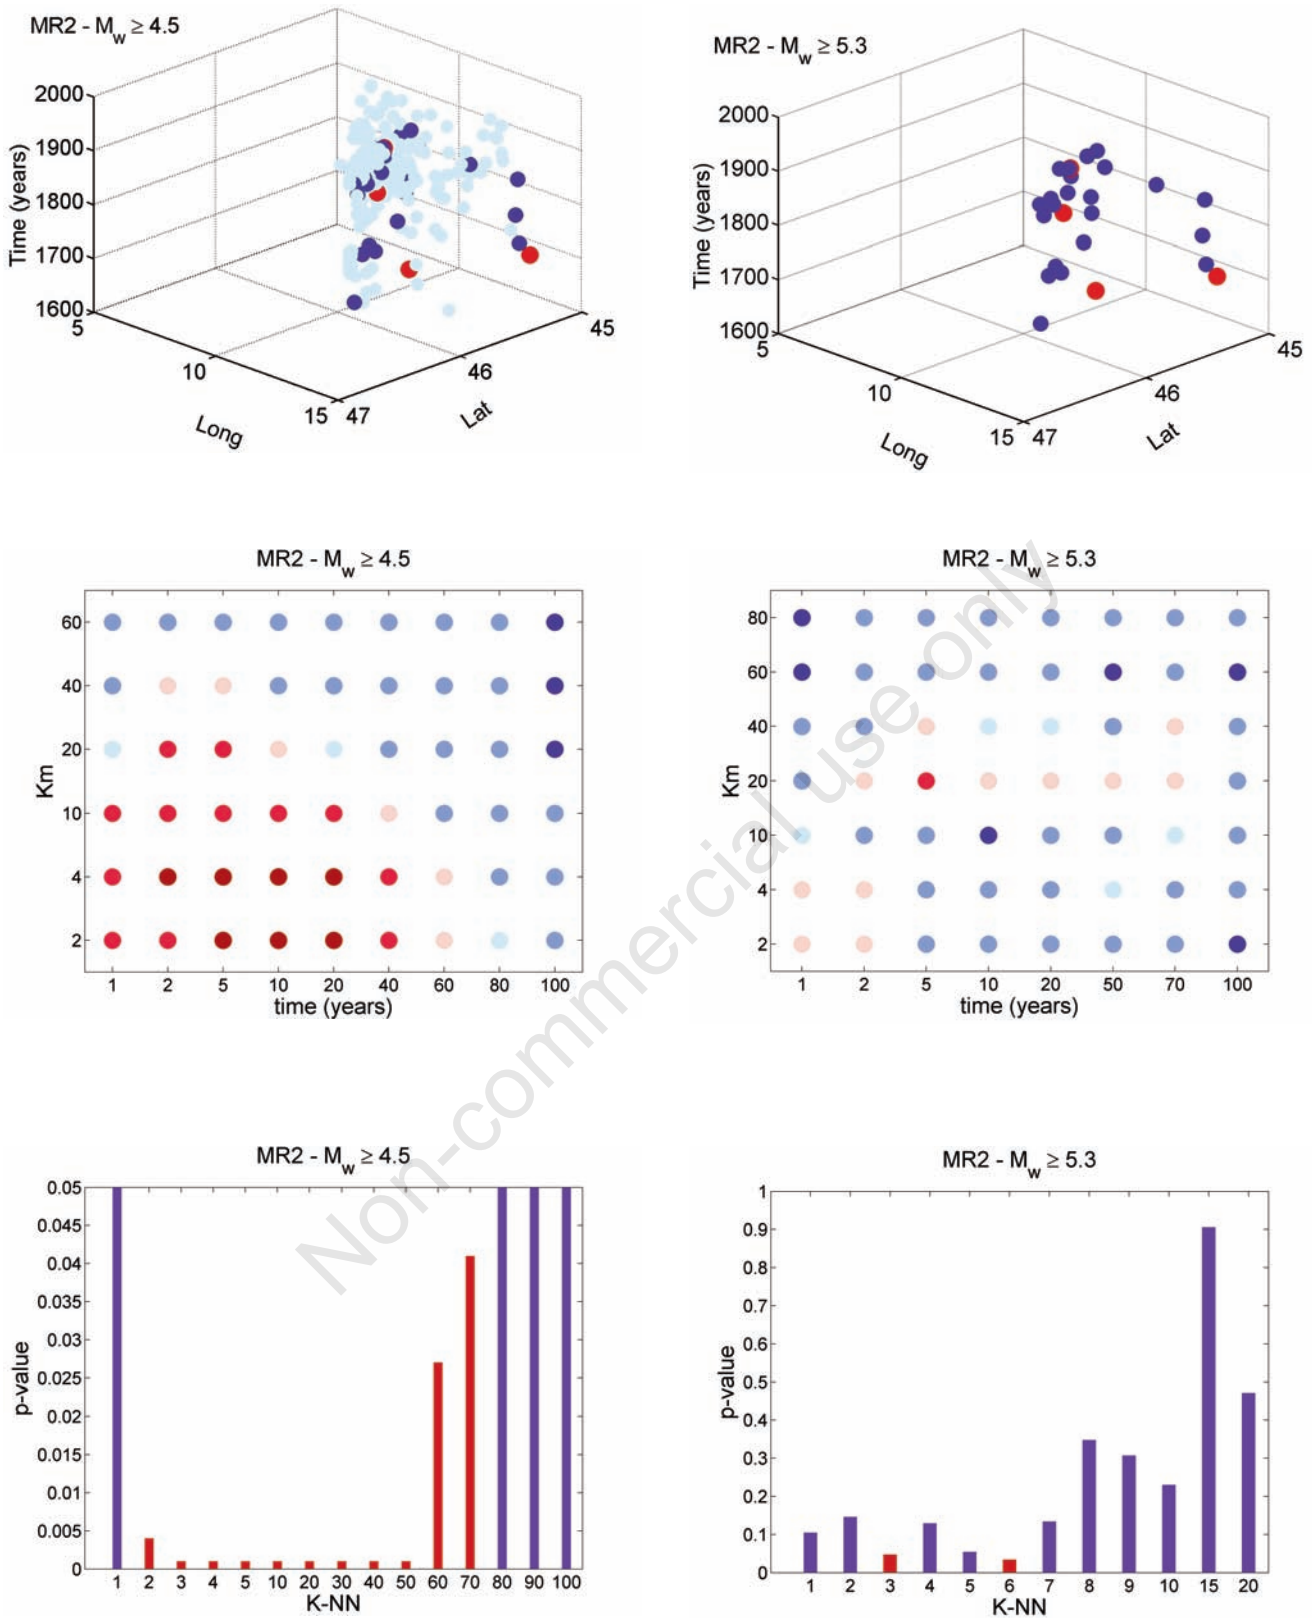 MR2 - Mw ≥ 4.5
2000
1900
1800
1700
1600
Time (years)
5
10
15
Long
47
46
45
Lat
MR2 - Mw ≥ 5.3
2000
1900
1800
1700
1600
Time (years)
5
10
15
Long
47
46
45
Lat
MR2 - Mw ≥ 4.5
60
40
20
10
4
2
Km
1 2 5 10 20 40 60 80 100
time (years)
MR2 - Mw ≥ 5.3
80
60
40
20
10
4
2
Km
1 2 5 10 20 50 70 100
time (years)
MR2 - Mw ≥ 4.5
0.05
0.045
0.04
0.035
0.03
0.025
0.02
0.015
0.01
0.005
0
p-value
1 2 3 4 5 10 20 30 40 50 60 70 80 90 100
K-NN
MR2 - Mw ≥ 5.3
1
0.9
0.8
0.7
0.6
0.5
0.4
0.3
0.2
0.1
0
p-value
1 2 3 4 5 6 7 8 9 10 15 20
K-NN
Non-commercial use only